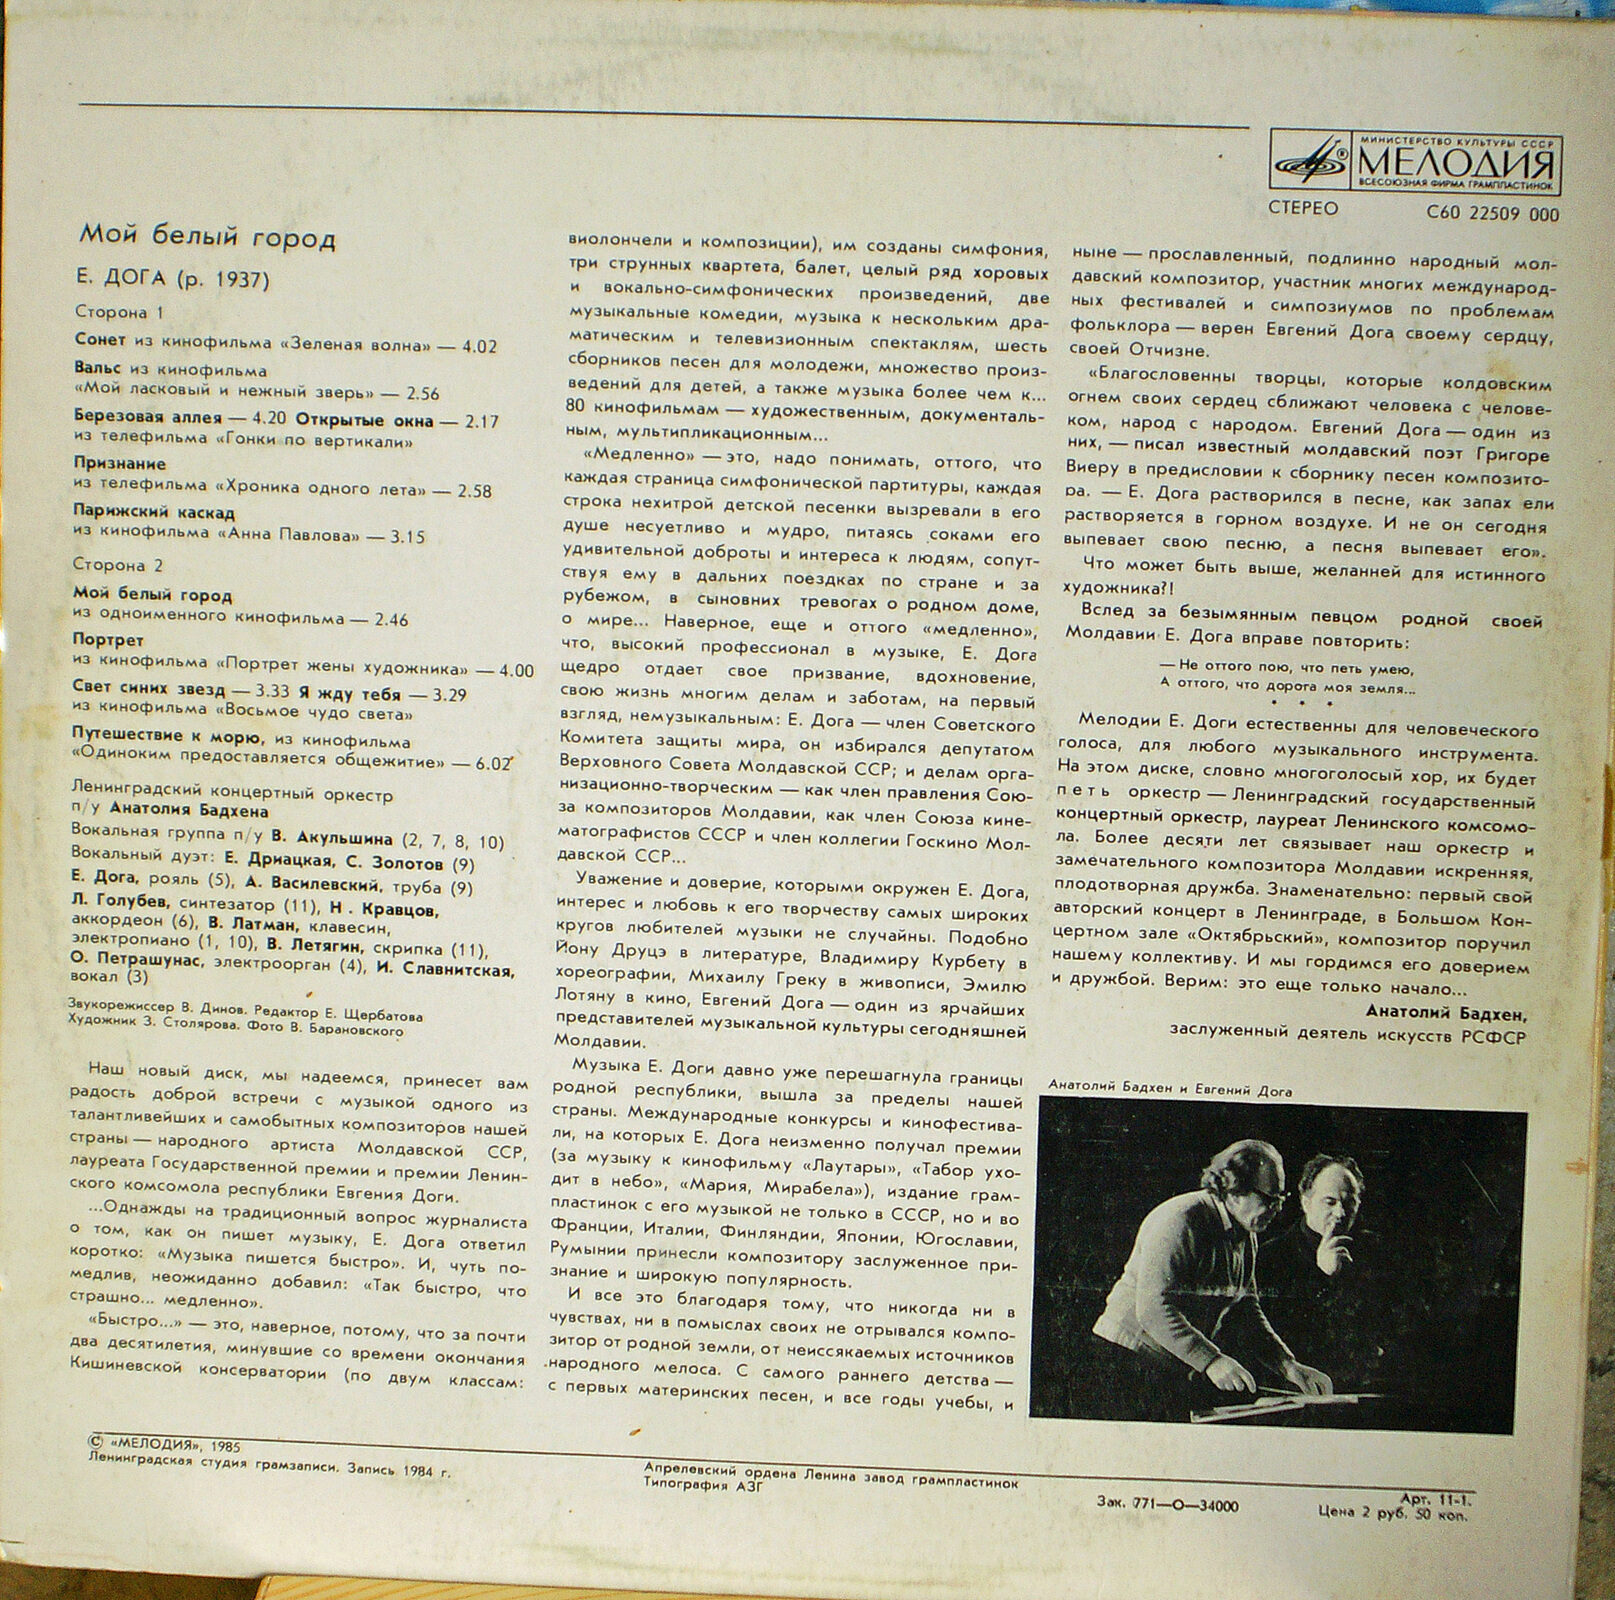 МИНИСТЕРСТВО КУЛЬТУРЫ СССР
МЕЛОДИЯ
ВСЕСОЮЗНАЯ ФИРМА ГРАМПЛАСТИНОК
СТЕРЕО С60 22509 000
Мой белый город
Е. ДОГА (р. 1937)
Сторона 1
Сонет из кинофильма «Зеленая волна» — 4.02
Вальс из кинофильма
«Мой ласковый и нежный зверь» — 2.56
Березовая аллея — 4.20 Открытые окна — 2.17
из телефильма «Гонки по вертикали»
Признание
из телефильма «Хроника одного лета» — 2.58
Парижский каскад
из кинофильма «Анна Павлова» — 3.15
Сторона 2
Мой белый город
из одноименного кинофильма — 2.46
Портрет
из кинофильма «Портрет жены художника» — 4.00
Свет синих звезд — 3.33 Я жду тебя — 3.29
из кинофильма «Восьмое чудо света»
Путешествие к морю, из кинофильма
«Одиноким предоставляется общежитие» — 6.02
Ленинградский концертный оркестр
п/у Анатолия Бадхена
Вокальная группа п/у В. Акульшина (2, 7, 8, 10)
Вокальный дуэт: Е. Дриацкая, С. Золотов (9)
Е. Дога, рояль (5), А. Василевский, труба (9)
Л. Голубев, синтезатор (11), Н. Кравцов,
аккордеон (6), В. Латман, клавесин,
электропиано (1, 10), В. Летягин, скрипка (11),
О. Петрашунас, электроорган (4), И. Славнитская,
вокал (3)
Звукорежиссер В. Динов. Редактор Е. Щербатова
Художник З. Столярова. Фото В. Барановского
Наш новый диск, мы надеемся, принесет вам
радость доброй встречи с музыкой одного из
талантливейших и самобытных композиторов нашей
страны — народного артиста Молдавской ССР,
лауреата Государственной премии и премии Ленин-
ского комсомола республики Евгения Доги.
...Однажды на традиционный вопрос журналиста
о том, как он пишет музыку, Е. Дога ответил
коротко: «Музыка пишется быстро». И, чуть по-
медлив, неожиданно добавил: «Так быстро, что
страшно... медленно».
«Быстро...» — это, наверное, потому, что за почти
два десятилетия, минувшие со времени окончания
Кишиневской консерватории (по двум классам:
виолончели и композиции), им созданы симфония,
три струнных квартета, балет, целый ряд хоровых
и вокально-симфонических произведений, две
музыкальные комедии, музыка к нескольким дра-
матическим и телевизионным спектаклям, шесть
сборников песен для молодежи, множество произ-
ведений для детей, а также музыка более чем к...
80 кинофильмам — художественным, документаль-
ным, мультипликационным...
«Медленно» — это, надо понимать, оттого, что
каждая страница симфонической партитуры, каждая
строка нехитрой детской песенки вызревали в его
душе несуетливо и мудро, питаясь соками его
удивительной доброты и интереса к людям, сопут-
ствуя ему в дальних поездках по стране и за
рубежом, в сыновних тревогах о родном доме,
о мире... Наверное, еще и оттого «медленно»,
что, высокий профессионал в музыке, Е. Дога
щедро отдает свое призвание, вдохновение,
свою жизнь многим делам и заботам, на первый
взгляд, немузыкальным: Е. Дога — член Советского
Комитета защиты мира, он избирался депутатом
Верховного Совета Молдавской ССР; и делам орга-
низационно-творческим — как член правления Сою-
за композиторов Молдавии, как член Союза кине-
матографистов СССР и член коллегии Госкино Мол-
давской ССР...
Уважение и доверие, которыми окружен Е. Дога,
интерес и любовь к его творчеству самых широких
кругов любителей музыки не случайны. Подобно
Йону Друцэ в литературе, Владимиру Курбету в
хореографии, Михаилу Греку в живописи, Эмилю
Лотяну в кино, Евгений Дога — один из ярчайших
представителей музыкальной культуры сегодняшней
Молдавии.
Музыка Е. Доги давно уже перешагнула границы
родной республики, вышла за пределы нашей
страны. Международные конкурсы и кинофестива-
ли, на которых Е. Дога неизменно получал премии
(за музыку к кинофильму «Лаутары», «Табор ухо-
дит в небо», «Мария, Мирабела»), издание грам-
пластинок с его музыкой не только в СССР, но и во
Франции, Италии, Финляндии, Японии, Югославии,
Румынии принесли композитору заслуженное при-
знание и широкую популярность.
И все это благодаря тому, что никогда ни в
чувствах, ни в помыслах своих не отрывался компо-
зитор от родной земли, от неиссякаемых источников
народного мелоса. С самого раннего детства —
с первых материнских песен, и все годы учебы, и
ныне — прославленный, подлинно народный мол-
давский композитор, участник многих международ-
ных фестивалей и симпозиумов по проблемам
фольклора — верен Евгений Дога своему сердцу,
своей Отчизне.
«Благословенны творцы, которые колдовским
огнем своих сердец сближают человека с челове-
ком, народ с народом. Евгений Дога — один из
них, — писал известный молдавский поэт Григоре
Виеру в предисловии к сборнику песен композито-
ра. — Е. Дога растворился в песне, как запах ели
растворяется в горном воздухе. И не он сегодня
выпевает свою песню, а песня выпевает его».
Что может быть выше, желанней для истинного
художника?!
Вслед за безымянным певцом родной своей
Молдавии Е. Дога вправе повторить:
— Не оттого пою, что петь умею,
А оттого, что дорога моя земля...
• • •
Мелодии Е. Доги естественны для человеческого
голоса, для любого музыкального инструмента.
На этом диске, словно многоголосый хор, их будет
петь оркестр — Ленинградский государственный
концертный оркестр, лауреат Ленинского комсомо-
ла. Более десяти лет связывает наш оркестр и
замечательного композитора Молдавии искренняя,
плодотворная дружба. Знаменательно: первый свой
авторский концерт в Ленинграде, в Большом Кон-
цертном зале «Октябрьский», композитор поручил
нашему коллективу. И мы гордимся его доверием
и дружбой. Верим: это еще только начало...
Анатолий Бадхен,
заслуженный деятель искусств РСФСР
Анатолий Бадхен и Евгений Дога
© «МЕЛОДИЯ», 1985
Ленинградская студия грамзаписи. Запись 1984 г.
Апрелевский ордена Ленина завод грампластинок
Типография АЗГ
Зак. 771—О—34000
Арт. 11-1.
Цена 2 руб. 50 коп.